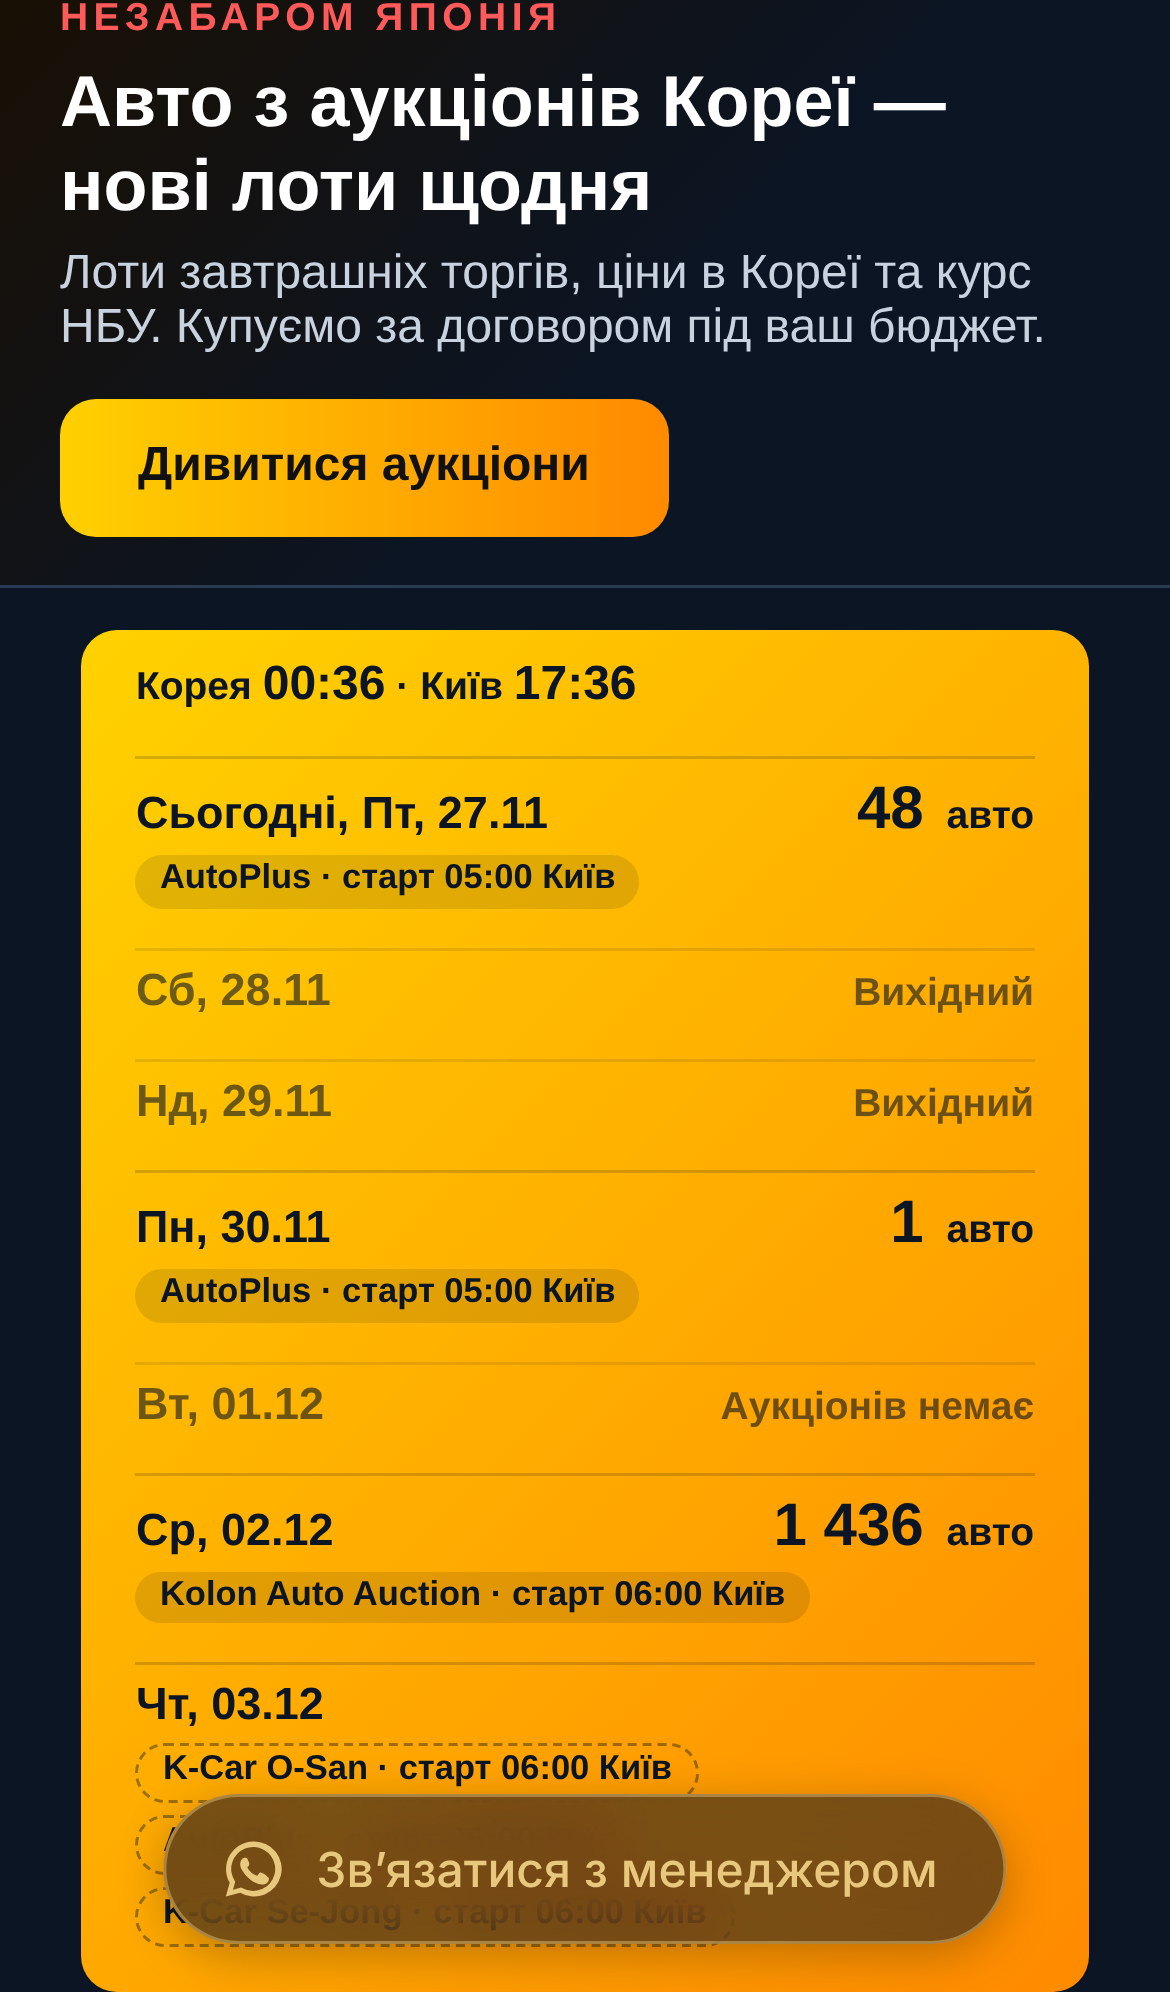 НЕЗАБАРОМ ЯПОНІЯ
Авто з аукціонів Кореї —
нові лоти щодня
Лоти завтрашніх торгів, ціни в Кореї та курс
НБУ. Купуємо за договором під ваш бюджет.
Дивитися аукціони
Корея 00:36 · Київ 17:36
Сьогодні, Пт, 27.11 48 авто
AutoPlus · старт 05:00 Київ
Сб, 28.11 Вихідний
Нд, 29.11 Вихідний
Пн, 30.11 1 авто
AutoPlus · старт 05:00 Київ
Вт, 01.12 Аукціонів немає
Ср, 02.12 1 436 авто
Kolon Auto Auction · старт 06:00 Київ
Чт, 03.12
K-Car O-San · старт 06:00 Київ
Зв’язатися з менеджером
K-Car Se-Jong · старт 06:00 Київ